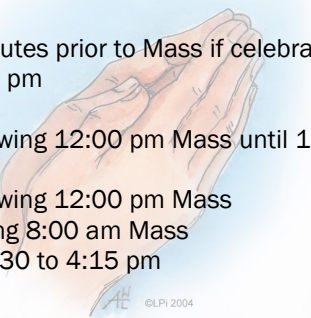 utes prior to Mass if celebra
pm
wing 12:00 pm Mass until 1
wing 12:00 pm Mass
ng 8:00 am Mass
30 to 4:15 pm
©LPi 2004